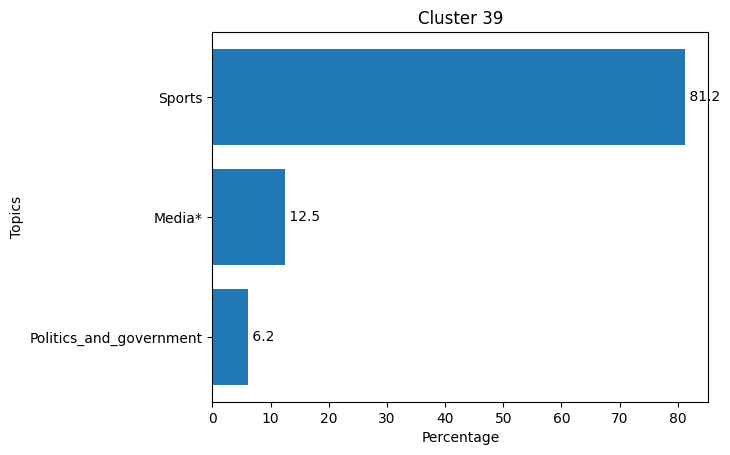 Cluster 39
Topics
Sports
81.2
Media*
12.5
Politics_and_government
6.2
0 10 20 30 40 50 60 70 80
Percentage